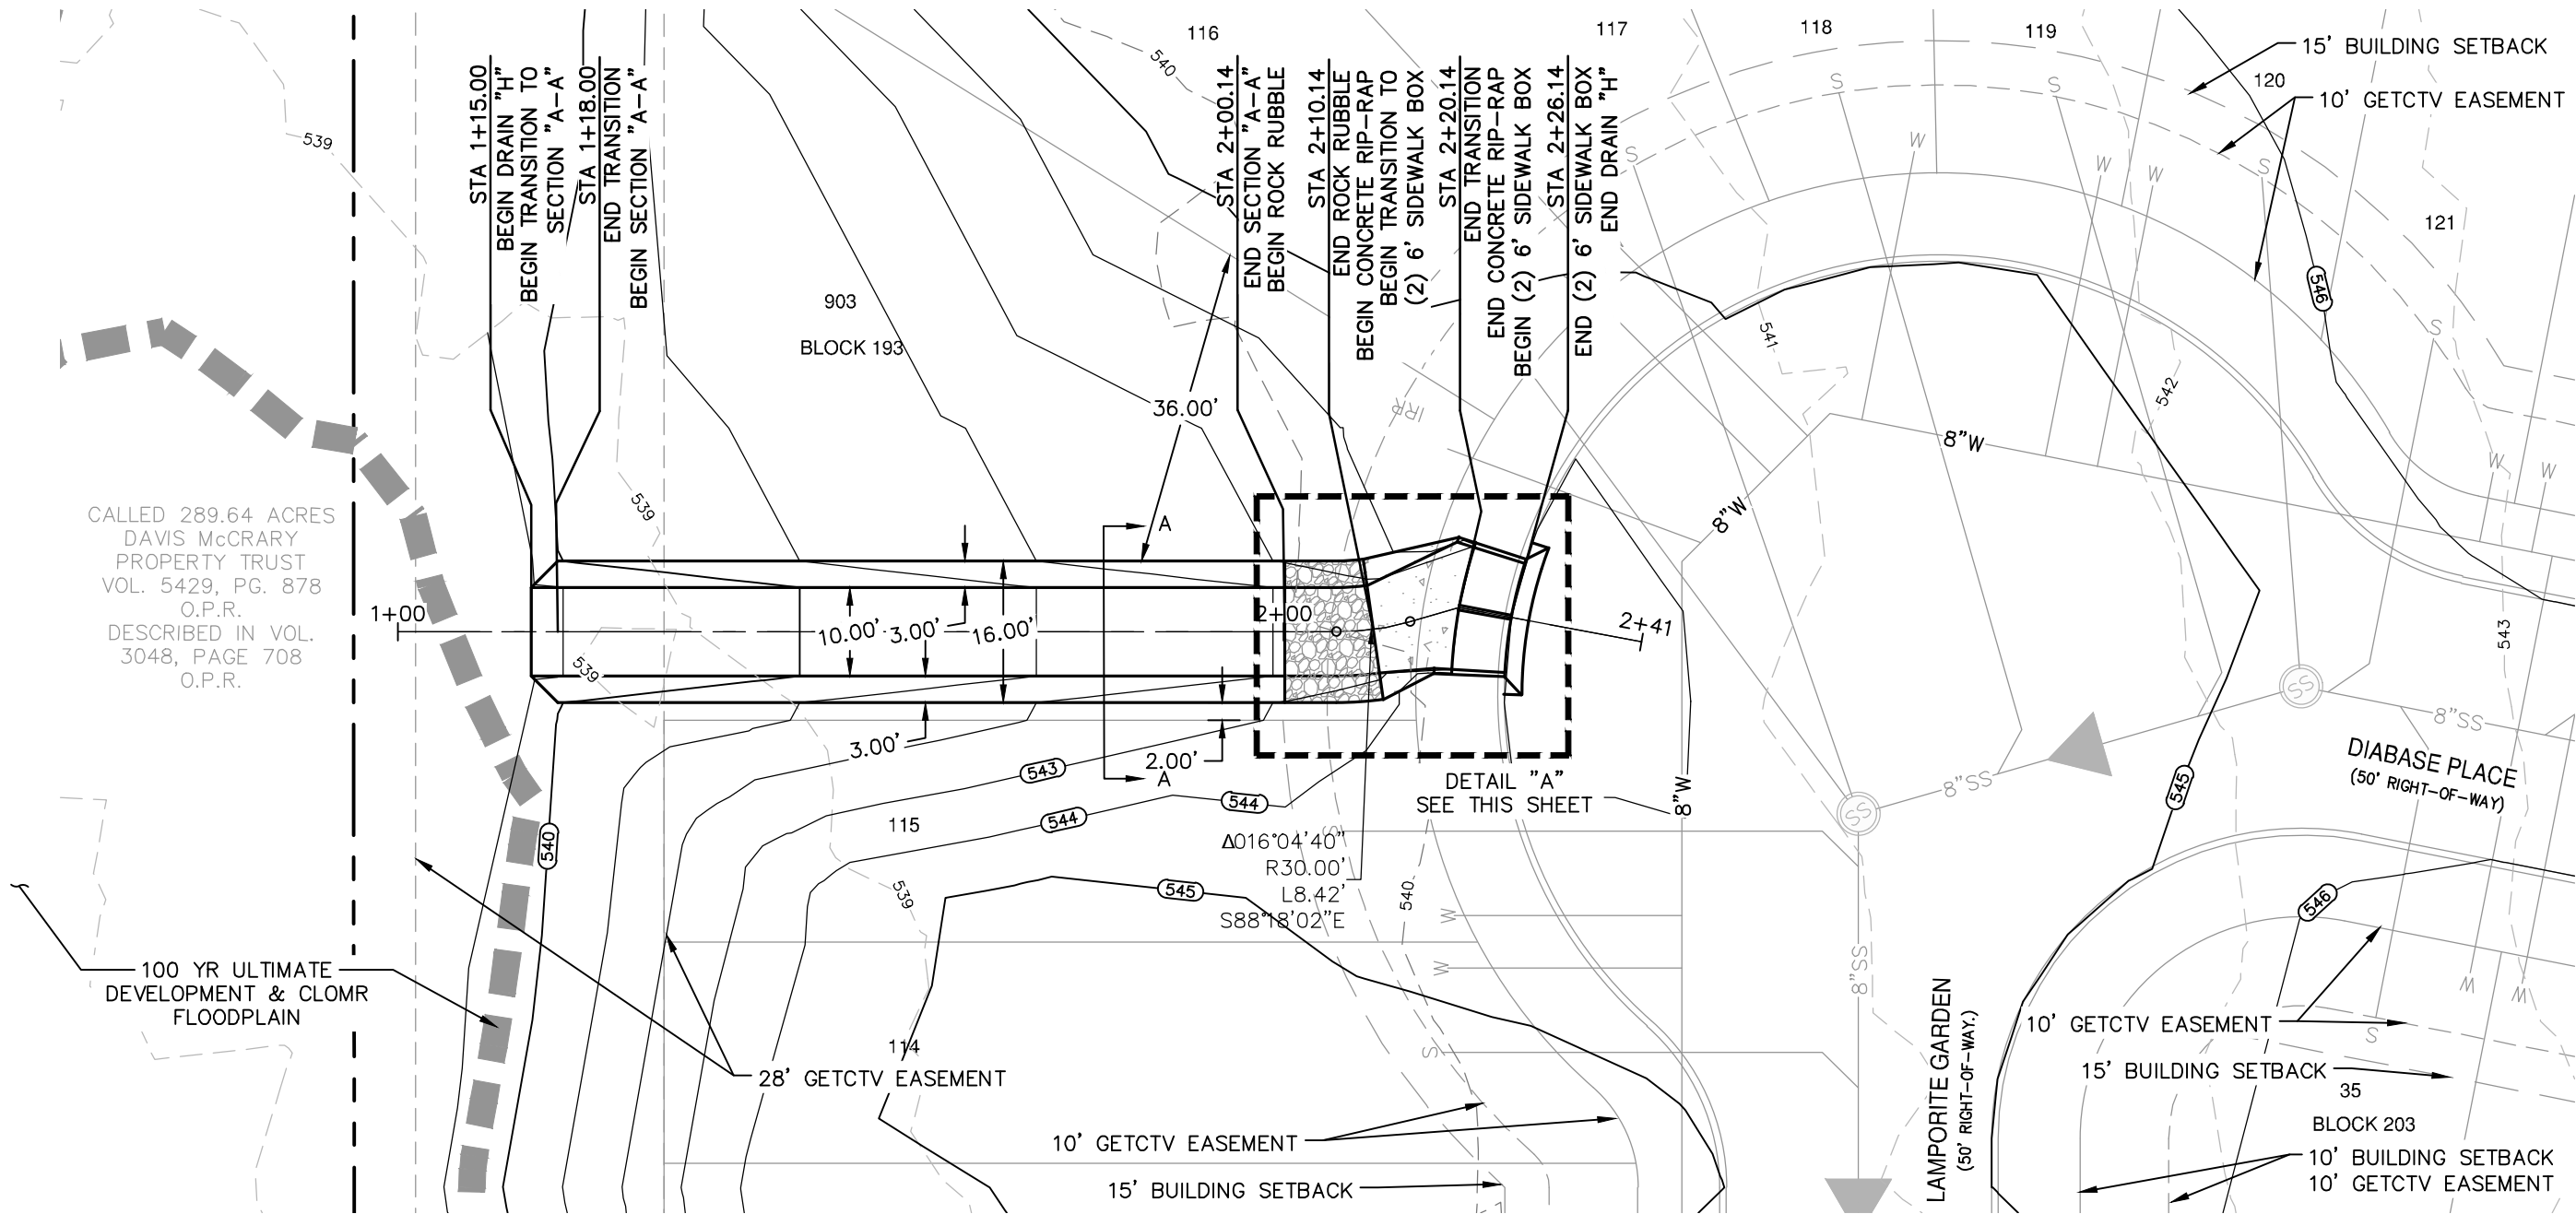 STA 1+15.00
BEGIN DRAIN "H"
BEGIN TRANSITION TO
SECTION "A-A"
STA 1+18.00
END TRANSITION
BEGIN SECTION "A-A"
STA 2+00.14
END SECTION "A-A"
BEGIN ROCK RUBBLE
STA 2+10.14
END ROCK RUBBLE
BEGIN CONCRETE RIP-RAP
BEGIN TRANSITION TO
(2) 6' SIDEWALK BOX
STA 2+20.14
END TRANSITION
END CONCRETE RIP-RAP
BEGIN (2) 6' SIDEWALK BOX
STA 2+26.14
END (2) 6' SIDEWALK BOX
END DRAIN "H"
116
117
118
119
120
121
540
539
15' BUILDING SETBACK
10' GETCTV EASEMENT
S
S
S
S
S
W
W
W
W
W
546
903
BLOCK 193
36.00'
IRR
541
542
8"W
8"W
539
A
CALLED 289.64 ACRES
DAVIS McCRARY
PROPERTY TRUST
VOL. 5429, PG. 878
O.P.R.
DESCRIBED IN VOL.
3048, PAGE 708
O.P.R.
1+00
10.00'
3.00'
16.00'
2+00
2+41
539
543
3.00'
2.00'
A
543
544
544
DETAIL "A"
SEE THIS SHEET
8"W
SS
SS
8"SS
8"SS
545
DIABASE PLACE
(50' RIGHT-OF-WAY)
540
115
Δ016°04'40"
R30.00'
L8.42'
S88°18'02"E
S
545
539
540
W
W
S
546
8"SS
100 YR ULTIMATE
DEVELOPMENT & CLOMR
FLOODPLAIN
114
28' GETCTV EASEMENT
10' GETCTV EASEMENT
15' BUILDING SETBACK
LAMPORITE GARDEN
(50' RIGHT-OF-WAY.)
W
W
10' GETCTV EASEMENT
S
15' BUILDING SETBACK
35
BLOCK 203
10' BUILDING SETBACK
10' GETCTV EASEMENT